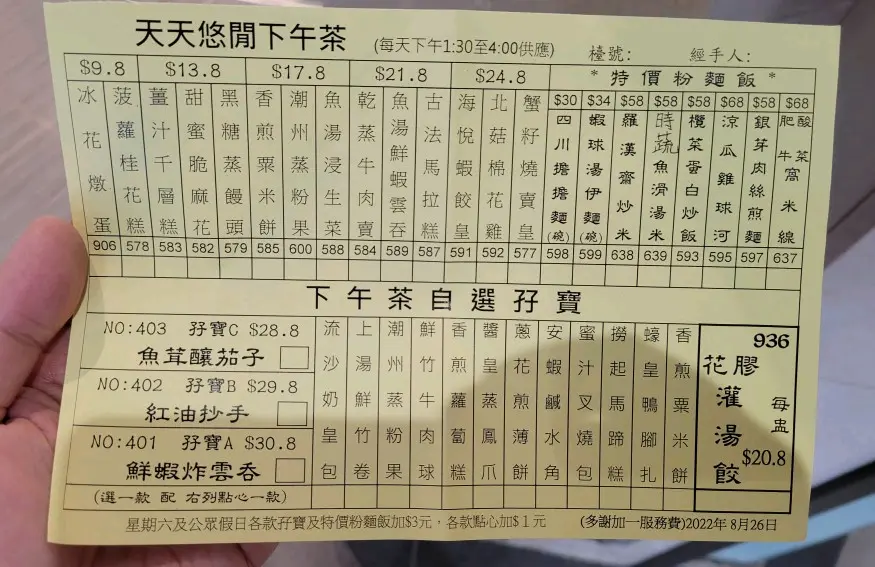 天天悠閒下午茶 (每天下午1:30至4:00供應) 檯號: 經手人:
$9.8 $13.8 $17.8 $21.8 $24.8 *特價粉麵飯*
冰花燉蛋 906
菠蘿桂花糕 578
薑汁千層糕 583
甜蜜脆麻花 582
黑糖蒸饅頭 579
香煎粟米餅 585
潮州蒸粉果 600
魚湯浸生菜 588
乾蒸牛肉賣 584
魚湯鮮蝦雲吞 589
古法馬拉糕 587
海悅蝦餃皇 591
北菇棉花雞 592
蟹籽燒賣皇 577
$30 四川擔擔麵(碗) 598
$34 蝦球湯伊麵(碗) 599
$58 羅漢齋炒米 638
$58 時蔬魚滑湯米 639
$58 欖菜蛋白炒飯 593
$68 涼瓜雞球河 595
$58 銀芽肉絲煎麵 597
$68 酸菜肥牛窩米線 637
下午茶自選孖寶
NO:403 孖寶C $28.8
魚茸釀茄子
NO:402 孖寶B $29.8
紅油抄手
NO:401 孖寶A $30.8
鮮蝦炸雲吞
(選一款 配 右列點心一款)
流沙奶皇包
上湯鮮竹卷
潮州蒸粉果
鮮竹牛肉球
香煎蘿蔔糕
醬皇蒸鳳爪
蔥花煎薄餅
安蝦鹹水角
蜜汁叉燒包
撈起馬蹄糕
蠔皇鴨腳扎
香煎粟米餅
936
花膠灌湯餃
每盅
$20.8
星期六及公眾假日各款孖寶及特價粉麵飯加$3元，各款點心加$1元 (多謝加一服務費)2022年8月26日